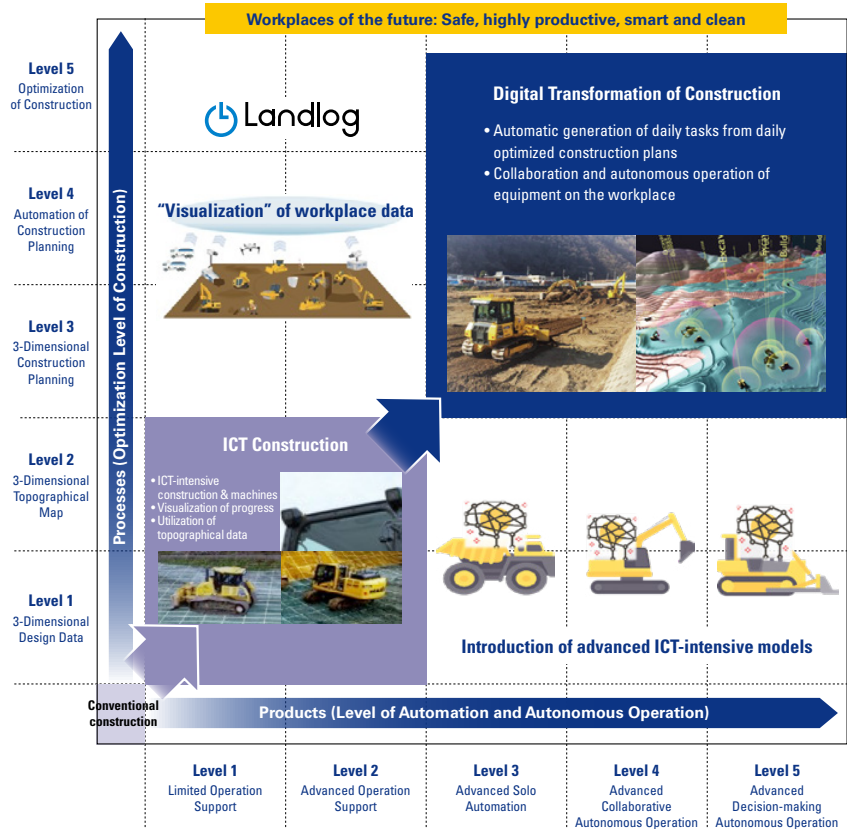 Workplaces of the future: Safe, highly productive, smart and clean
Level 5
Optimization
of Construction
Level 4
Automation of
Construction
Planning
Level 3
3-Dimensional
Construction
Planning
Level 2
3-Dimensional
Topographical
Map
Level 1
3-Dimensional
Design Data
Processes (Optimization Level of Construction)
Landlog
"Visualization" of workplace data
Digital Transformation of Construction
• Automatic generation of daily tasks from daily
optimized construction plans
• Collaboration and autonomous operation of
equipment on the workplace
ICT Construction
• ICT-intensive
construction & machines
• Visualization of progress
• Utilization of
topographical data
Introduction of advanced ICT-intensive models
Conventional
construction
Products (Level of Automation and Autonomous Operation)
Level 1
Limited Operation
Support
Level 2
Advanced Operation
Support
Level 3
Advanced Solo
Automation
Level 4
Advanced
Collaborative
Autonomous Operation
Level 5
Advanced
Decision-making
Autonomous Operation